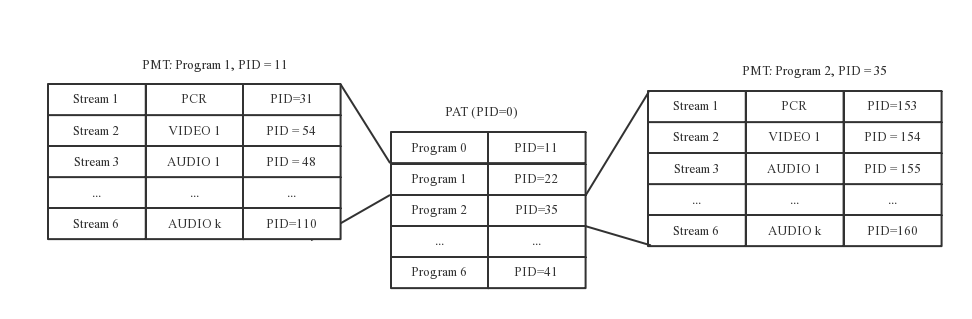 PMT: Program 1, PID = 11
Stream 1 PCR PID=31
Stream 2 VIDEO 1 PID = 54
Stream 3 AUDIO 1 PID = 48
... ... ...
Stream 6 AUDIO k PID=110
PAT (PID=0)
Program 0 PID=11
Program 1 PID=22
Program 2 PID=35
... ...
Program 6 PID=41
PMT: Program 2, PID = 35
Stream 1 PCR PID=153
Stream 2 VIDEO 1 PID = 154
Stream 3 AUDIO 1 PID = 155
... ... ...
Stream 6 AUDIO k PID=160